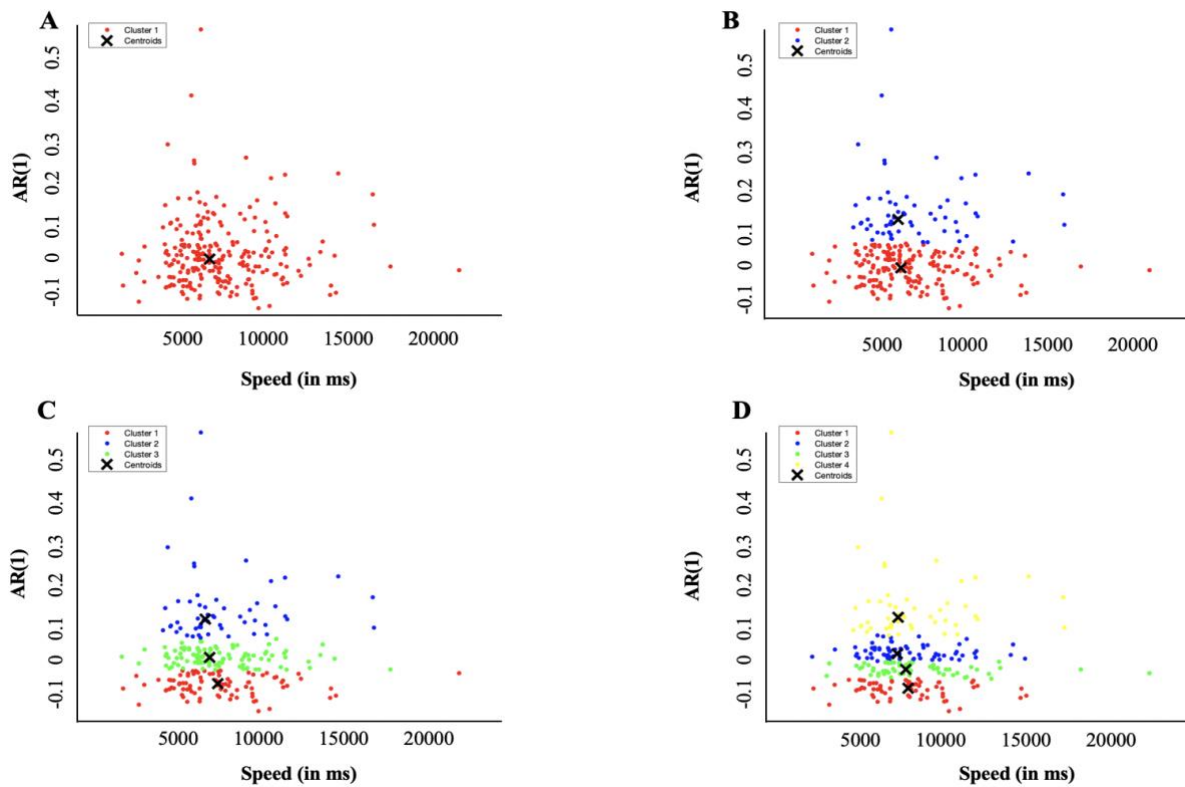 A
Cluster 1
Centroids
AR(1)
0.5
0.4
0.3
0.2
0.1
0
-0.1
5000 10000 15000 20000
Speed (in ms)
B
Cluster 1
Cluster 2
Centroids
AR(1)
0.5
0.4
0.3
0.2
0.1
0
-0.1
5000 10000 15000 20000
Speed (in ms)
C
Cluster 1
Cluster 2
Cluster 3
Centroids
AR(1)
0.5
0.4
0.3
0.2
0.1
0
-0.1
5000 10000 15000 20000
Speed (in ms)
D
Cluster 1
Cluster 2
Cluster 3
Cluster 4
Centroids
AR(1)
0.5
0.4
0.3
0.2
0.1
0
-0.1
5000 10000 15000 20000
Speed (in ms)